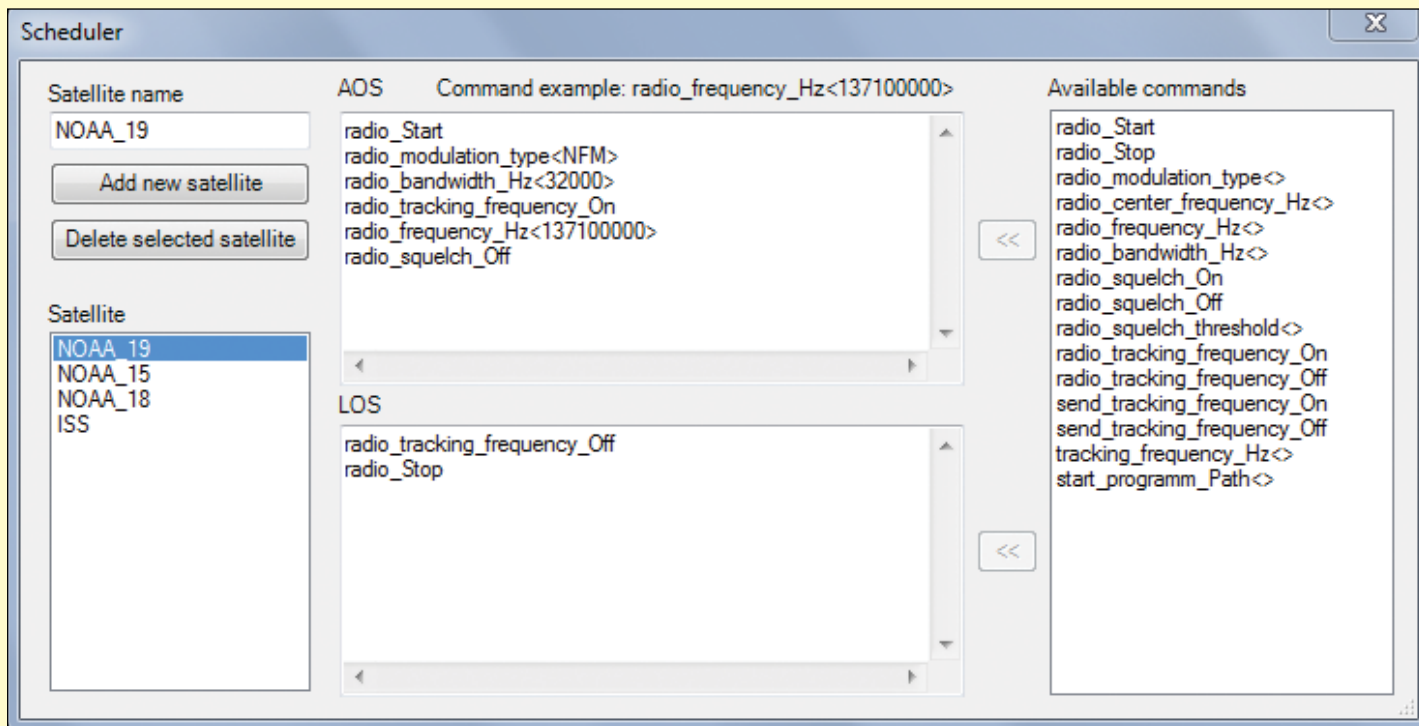 Scheduler
Satellite name
NOAA_19
Add new satellite
Delete selected satellite
Satellite
NOAA_19
NOAA_15
NOAA_18
ISS
AOS Command example: radio_frequency_Hz<137100000>
radio_Start
radio_modulation_type<NFM>
radio_bandwidth_Hz<32000>
radio_tracking_frequency_On
radio_frequency_Hz<137100000>
radio_squelch_Off
LOS
radio_tracking_frequency_Off
radio_Stop
<<
<<
Available commands
radio_Start
radio_Stop
radio_modulation_type<>
radio_center_frequency_Hz<>
radio_frequency_Hz<>
radio_bandwidth_Hz<>
radio_squelch_On
radio_squelch_Off
radio_squelch_threshold<>
radio_tracking_frequency_On
radio_tracking_frequency_Off
send_tracking_frequency_On
send_tracking_frequency_Off
tracking_frequency_Hz<>
start_programm_Path<>